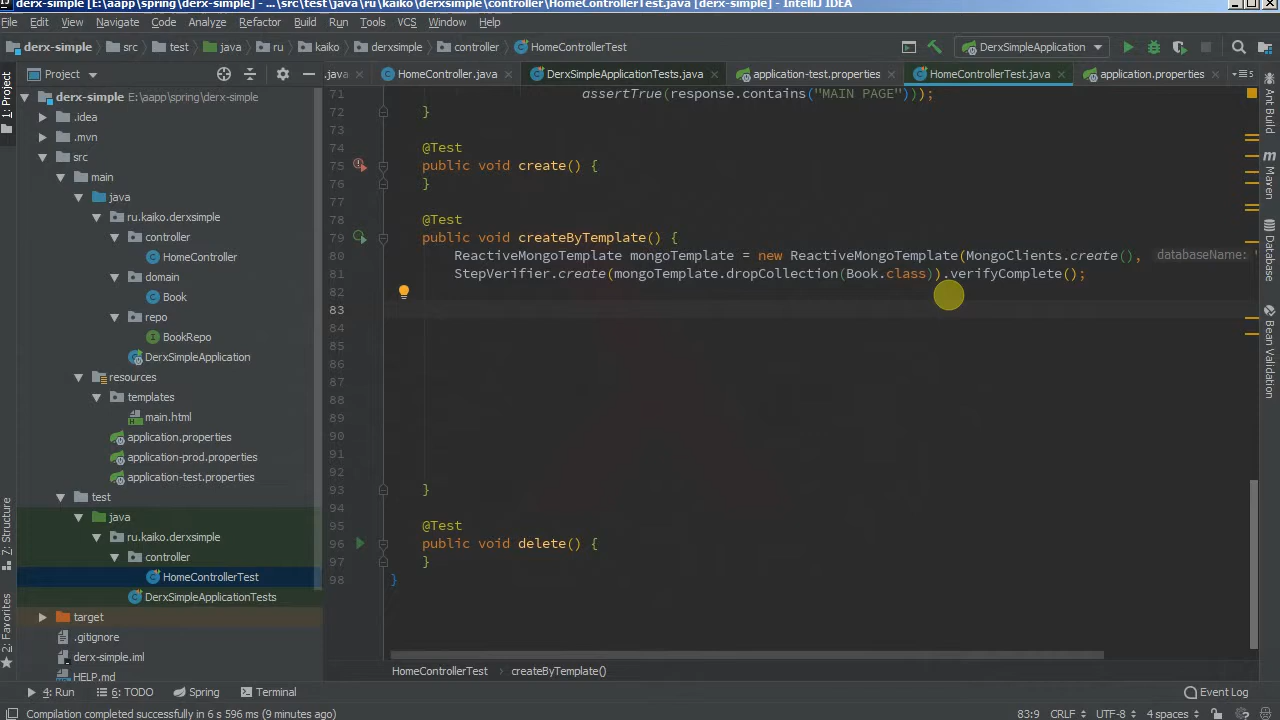 derx-simple [E:\aapp\spring\derx-simple] - ...\src\test\java\ru\kaiko\derxsimple\controller\HomeControllerTest.java [derx-simple] - IntelliJ IDEA
File Edit View Navigate Code Analyze Refactor Build Run Tools VCS Window Help
derx-simple src test java ru kaiko derxsimple controller HomeControllerTest DerxSimpleApplication
Project .java HomeController.java DerxSimpleApplicationTests.java application-test.properties HomeControllerTest.java application.properties
1: Project
7: Structure
2: Favorites
derx-simple E:\aapp\spring\derx-simple
.idea
.mvn
src
main
java
ru.kaiko.derxsimple
controller
HomeController
domain
Book
repo
BookRepo
DerxSimpleApplication
resources
templates
main.html
application.properties
application-prod.properties
application-test.properties
test
java
ru.kaiko.derxsimple
controller
HomeControllerTest
DerxSimpleApplicationTests
target
.gitignore
derx-simple.iml
HELP.md
71 assertTrue(response.contains("MAIN PAGE")));
72 }
73
74 @Test
75 public void create() {
76 }
77
78 @Test
79 public void createByTemplate() {
80 ReactiveMongoTemplate mongoTemplate = new ReactiveMongoTemplate(MongoClients.create(), databaseName: "
81 StepVerifier.create(mongoTemplate.dropCollection(Book.class)).verifyComplete();
82
83
84
85
86
87
88
89
90
91
92
93 }
94
95 @Test
96 public void delete() {
97 }
98 }
Ant Build
Maven
Database
Bean Validation
HomeControllerTest createByTemplate()
4: Run 6: TODO Spring Terminal Event Log
Compilation completed successfully in 6 s 596 ms (9 minutes ago) 83:9 CRLF UTF-8 4 spaces